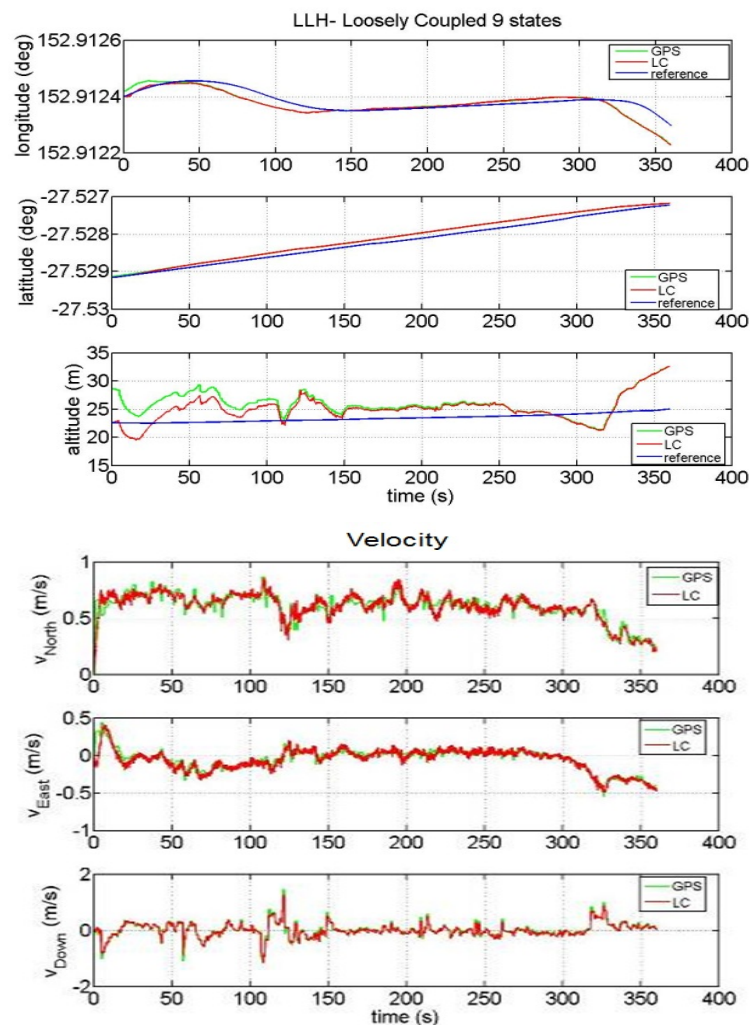 LLH- Loosely Coupled 9 states
longitude (deg)
152.9126
152.9124
152.9122
GPS
LC
reference
0 50 100 150 200 250 300 350 400
latitude (deg)
-27.527
-27.528
-27.529
-27.53
GPS
LC
reference
0 50 100 150 200 250 300 350 400
altitude (m)
35
30
25
20
15
GPS
LC
reference
0 50 100 150 200 250 300 350 400
time (s)
Velocity
vNorth (m/s)
1
0.5
0
GPS
LC
0 50 100 150 200 250 300 350 400
vEast (m/s)
0.5
0
-0.5
-1
GPS
LC
0 50 100 150 200 250 300 350 400
vDown (m/s)
2
0
-2
GPS
LC
0 50 100 150 200 250 300 350 400
time (s)